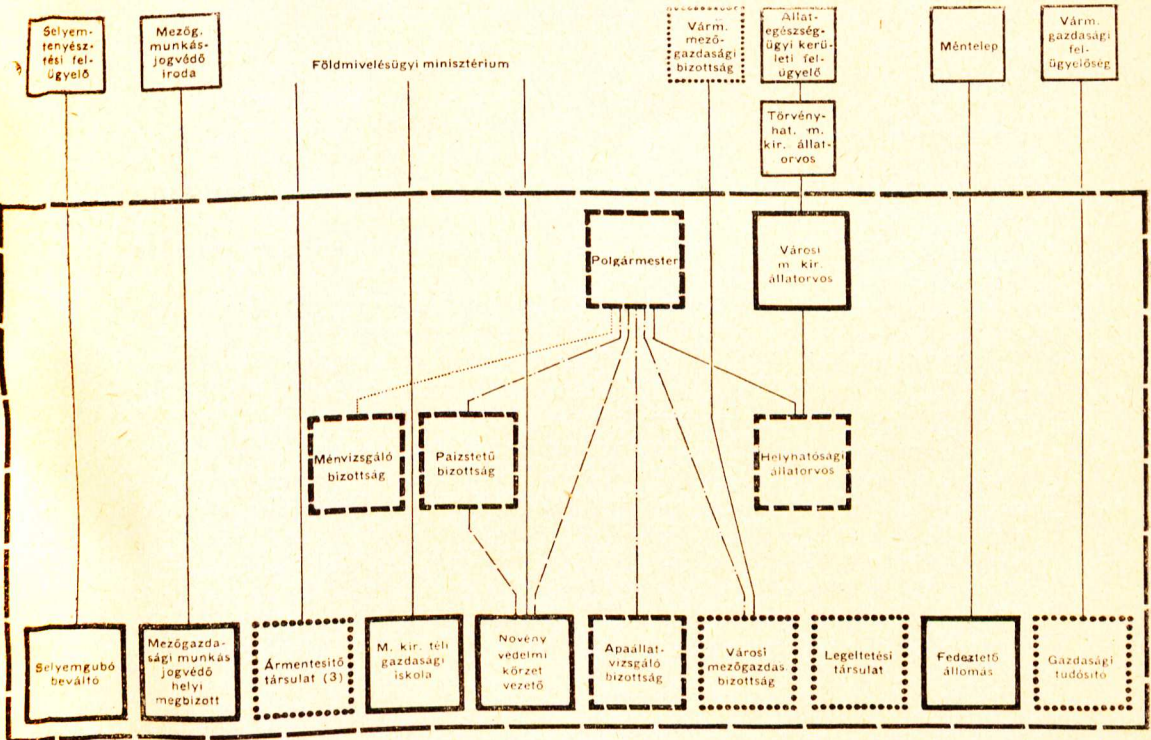 Selyem-
tenyész-
tési fel-
ügyelő
Mezőg.
munkás-
jogvédő
iroda
Földmivelésügyi minisztérium
Várm.
mező-
gazdasági
bizottság
Állat-
egészség-
ügyi kerü-
leti fel-
ügyelő
Méntelep
Várm.
gazdasági
fel-
ügyelőség
Törvény-
hat. m.
kir. állat-
orvos
Polgármester
Városi
m kir.
állatorvos
Ménvizsgáló
bizottság
Paizstetű
bizottság
Helyhatósági
állatorvos
Selyemgubó
beváltó
Mezőgazda-
sági munkás
jogvédő
helyi
megbizott
Ármentesitő
társulat (3)
M. kir. téli
gazdasági
iskola
Növény
védelmi
körzet
vezető
Apaállat-
vizsgáló
bizottság
Városi
mezőgazdas
bizottság
Legeltetési
társulat
Fedeztető
állomás
Gazdasági
tudósitó